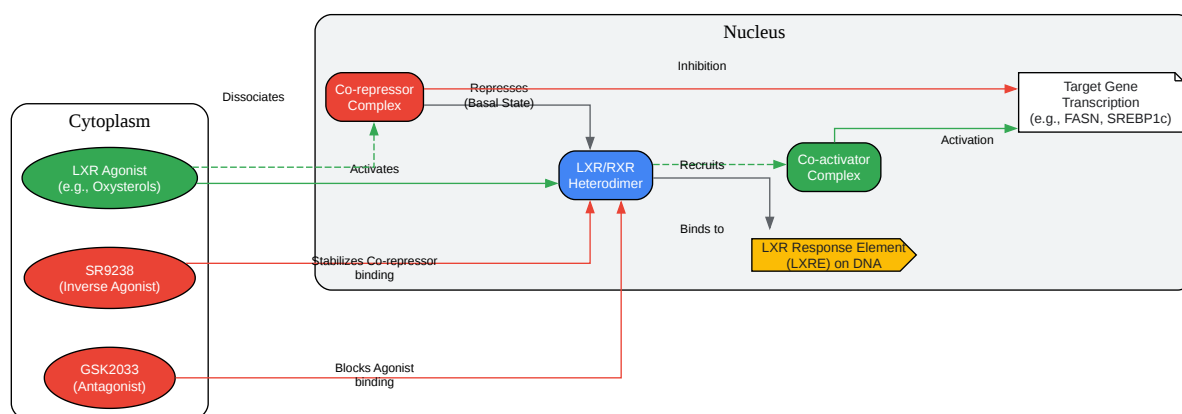 Nucleus
Inhibition
Co-repressor
Complex
Represses
(Basal State)
Target Gene
Transcription
(e.g., FASN, SREBP1c)
Dissociates
Cytoplasm
LXR Agonist
(e.g., Oxysterols)
Activates
LXR/RXR
Heterodimer
Recruits
Co-activator
Complex
Activation
Binds to
LXR Response Element
(LXRE) on DNA
SR9238
(Inverse Agonist)
Stabilizes Co-repressor
binding
GSK2033
(Antagonist)
Blocks Agonist
binding